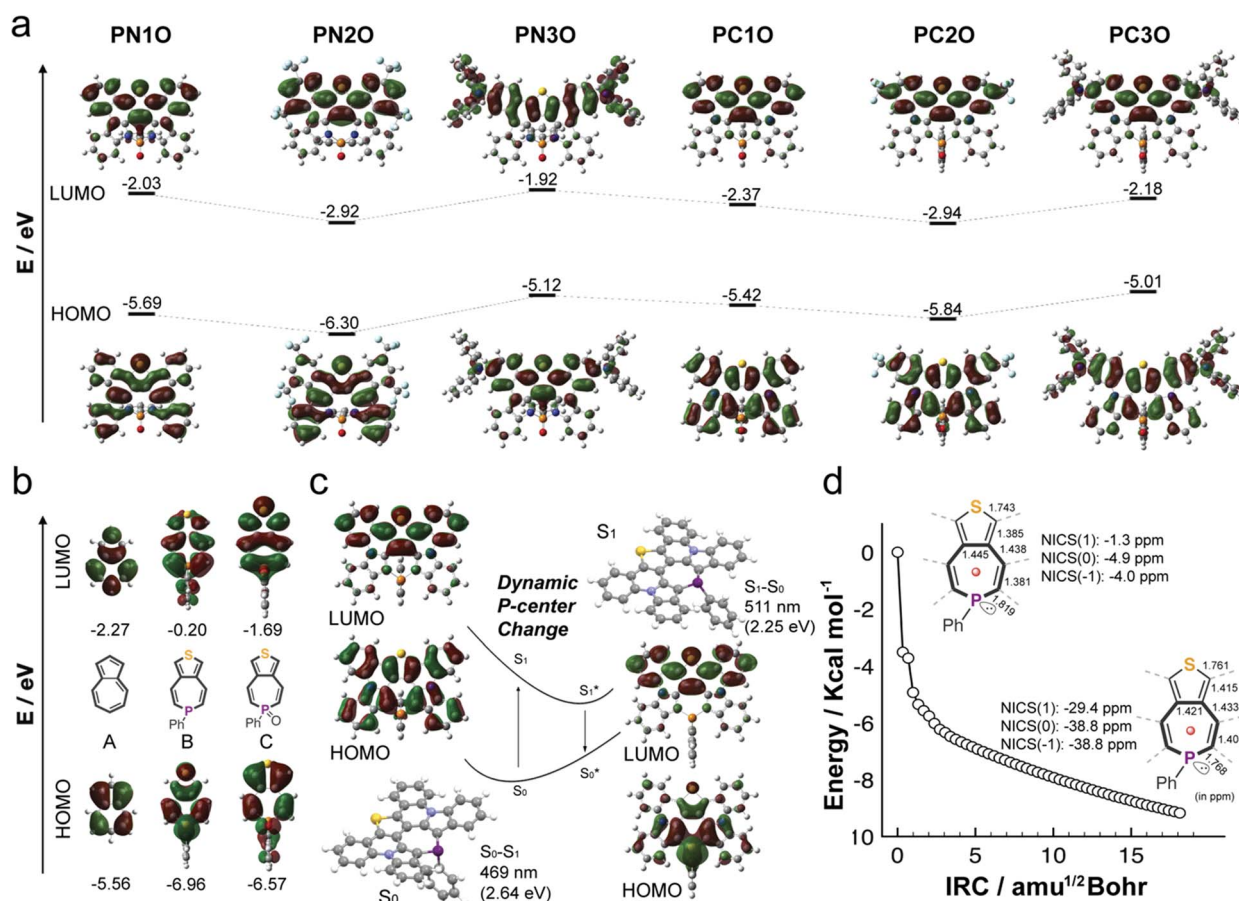 a
PN1O PN2O PN3O PC1O PC2O PC3O
E / eV
LUMO
-2.03 -2.92 -1.92 -2.37 -2.94 -2.18
HOMO
-5.69 -6.30 -5.12 -5.42 -5.84 -5.01
b
E / eV
LUMO
-2.27 -0.20 -1.69
S S
P P O
Ph Ph
A B C
HOMO
-5.56 -6.96 -6.57
c
LUMO
HOMO
Dynamic
P-center
Change
S1
S1
S1-S0
511 nm
(2.25 eV)
S1*
S0*
S0
LUMO
HOMO
S0-S1
469 nm
(2.64 eV)
S0
d
Energy / Kcal mol-1
0
-2
-4
-6
-8
10
0 5 10 15
IRC / amu1/2 Bohr
S
1.743
1.385
1.445 1.438
1.381
P
1.819
Ph
NICS(1): -1.3 ppm
NICS(0): -4.9 ppm
NICS(-1): -4.0 ppm
S
1.761
1.415
1.421 1.433
1.40
P
1.768
Ph
(in ppm)
NICS(1): -29.4 ppm
NICS(0): -38.8 ppm
NICS(-1): -38.8 ppm